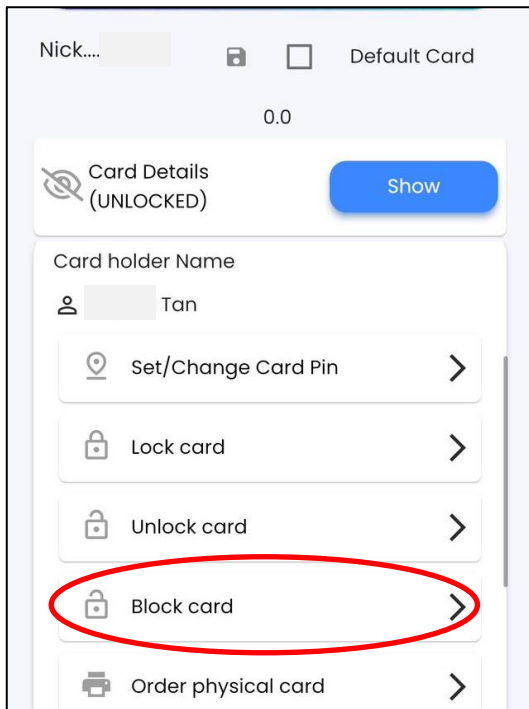 Nick.... Default Card
0.0
Card Details
(UNLOCKED)
Show
Card holder Name
Tan
Set/Change Card Pin
Lock card
Unlock card
Block card
Order physical card